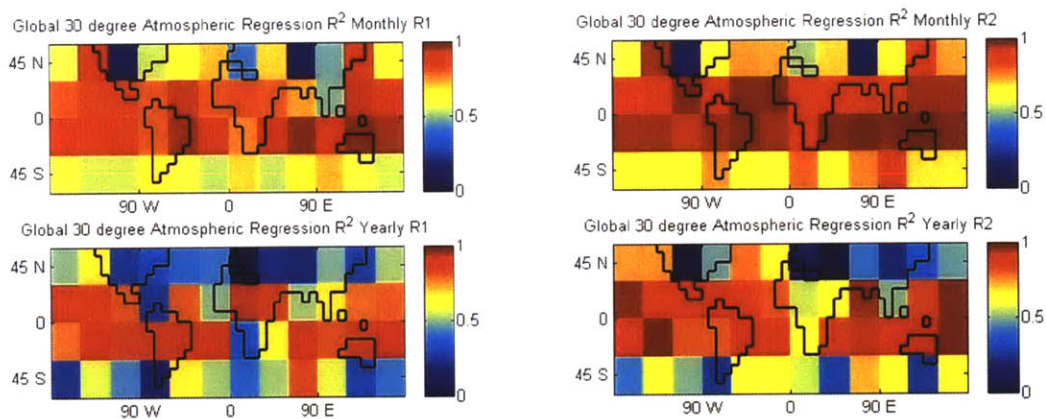 Global 30 degree Atmospheric Regression R² Monthly R1
45 N
0
45 S
90 W 0 90 E
1
0.5
0
Global 30 degree Atmospheric Regression R² Monthly R2
45 N
0
45 S
90 W 0 90 E
1
0.5
0
Global 30 degree Atmospheric Regression R² Yearly R1
45 N
0
45 S
90 W 0 90 E
1
0.5
0
Global 30 degree Atmospheric Regression R² Yearly R2
45 N
0
45 S
90 W 0 90 E
1
0.5
0